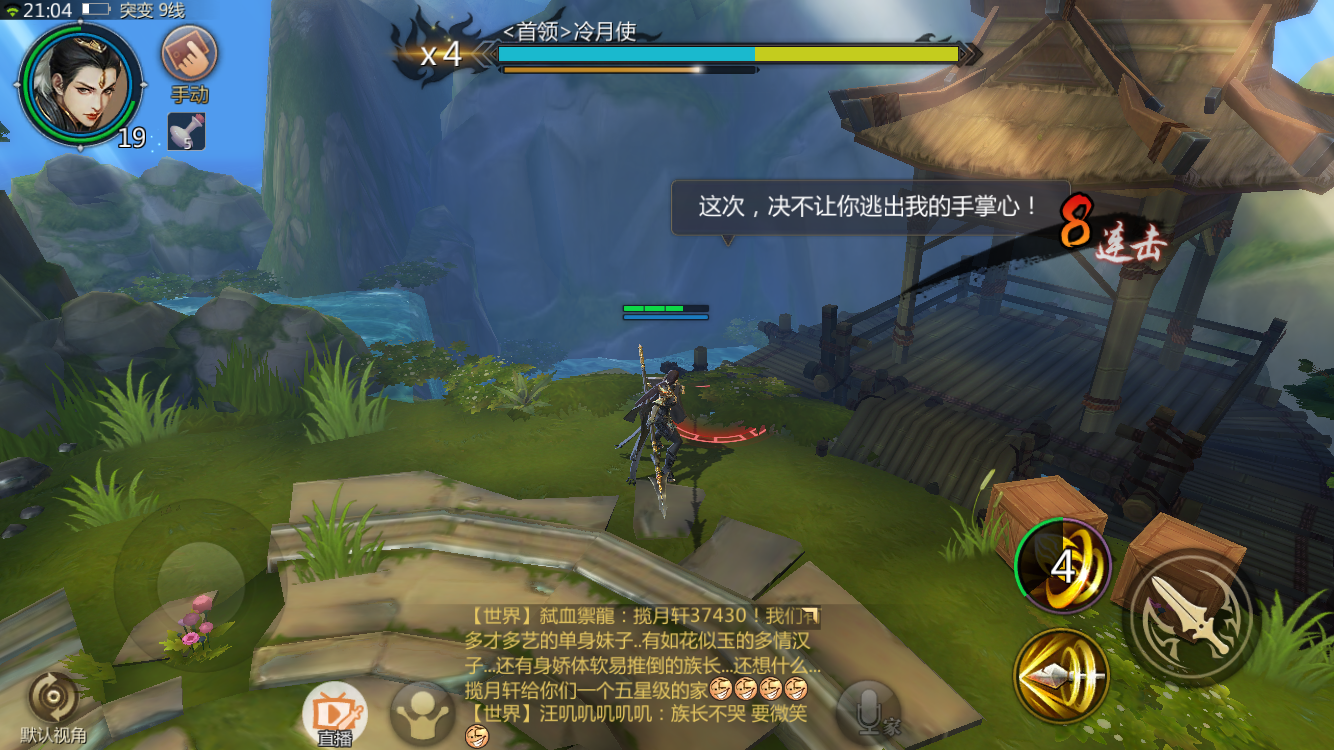 21:04 突变 9线
手动
19
5
x4
<首领>冷月使
这次，决不让你逃出我的手掌心！
8连击
4
【世界】弑血禦龍：揽月轩37430！我们有
多才多艺的单身妹子..有如花似玉的多情汉
子...还有身娇体软易推倒的族长...还想什么...
揽月轩给你们一个五星级的家
【世界】汪叽叽叽叽叽：族长不哭 要微笑
默认视角
直播
家